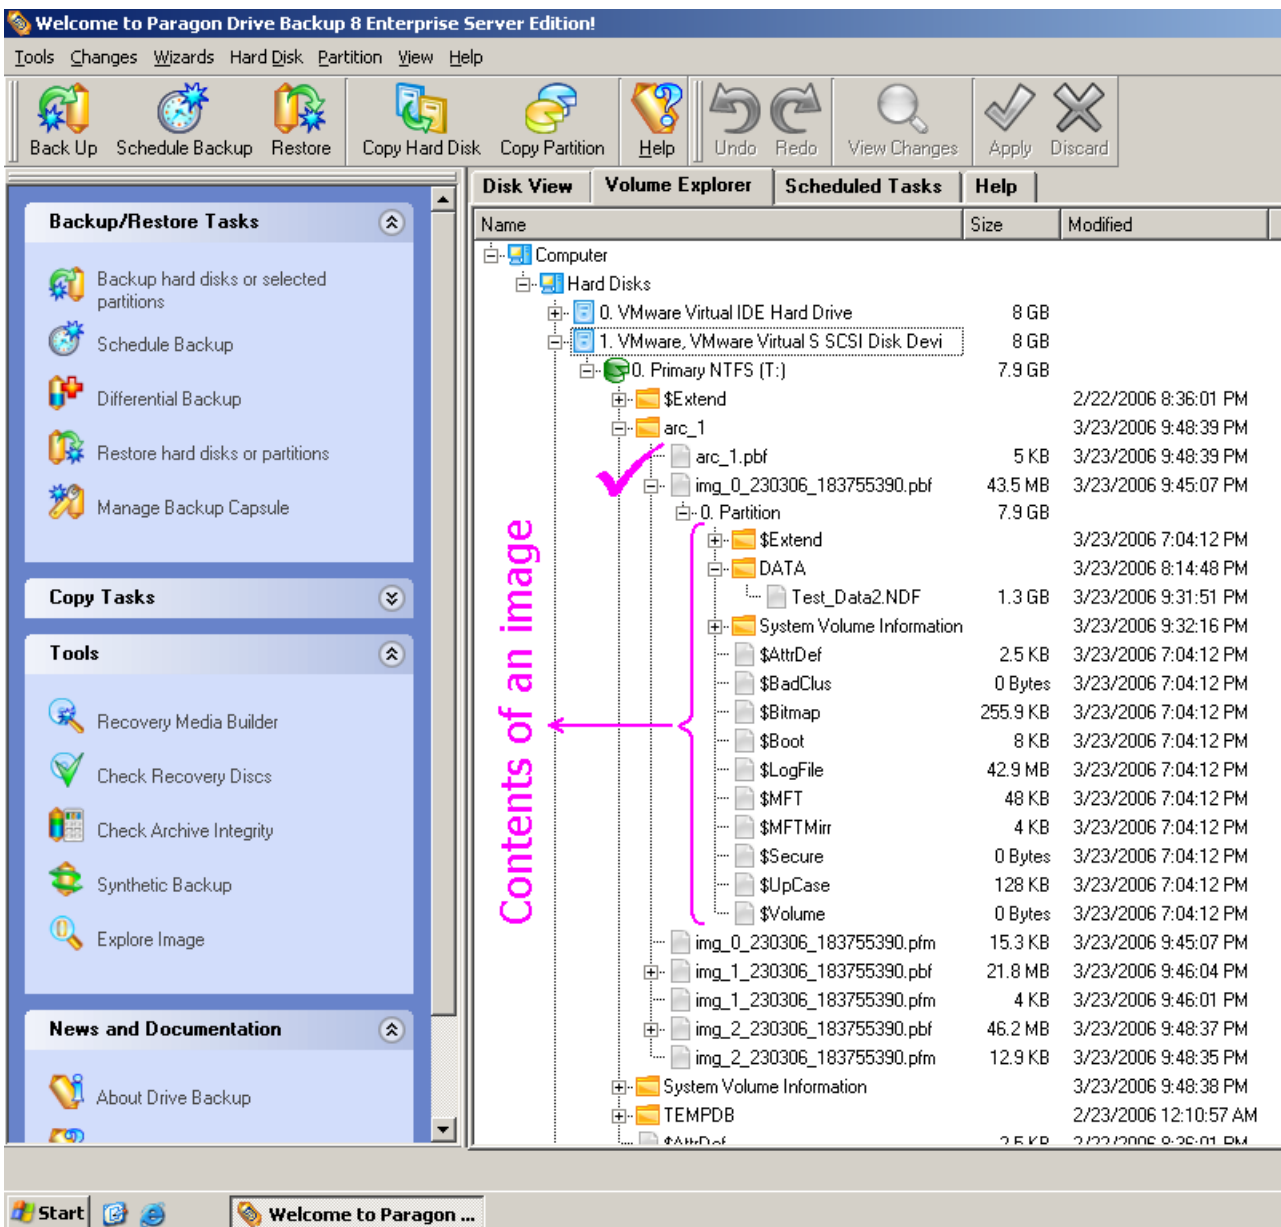 Welcome to Paragon Drive Backup 8 Enterprise Server Edition!
Tools Changes Wizards Hard Disk Partition View Help
Back Up Schedule Backup Restore Copy Hard Disk Copy Partition Help Undo Redo View Changes Apply Discard
Disk View Volume Explorer Scheduled Tasks Help
Backup/Restore Tasks
Backup hard disks or selected
partitions
Schedule Backup
Differential Backup
Restore hard disks or partitions
Manage Backup Capsule
Copy Tasks
Tools
Recovery Media Builder
Check Recovery Discs
Check Archive Integrity
Synthetic Backup
Explore Image
News and Documentation
About Drive Backup
Name Size Modified
Computer
Hard Disks
0. VMware Virtual IDE Hard Drive 8 GB
1. VMware, VMware Virtual S SCSI Disk Devi 8 GB
0. Primary NTFS (T:) 7.9 GB
$Extend 2/22/2006 8:36:01 PM
arc_1 3/23/2006 9:48:39 PM
arc_1.pbf 5 KB 3/23/2006 9:48:39 PM
img_0_230306_183755390.pbf 43.5 MB 3/23/2006 9:45:07 PM
0. Partition 7.9 GB
$Extend 3/23/2006 7:04:12 PM
DATA 3/23/2006 8:14:48 PM
Test_Data2.NDF 1.3 GB 3/23/2006 9:31:51 PM
System Volume Information 3/23/2006 9:32:16 PM
$AttrDef 2.5 KB 3/23/2006 7:04:12 PM
$BadClus 0 Bytes 3/23/2006 7:04:12 PM
$Bitmap 255.9 KB 3/23/2006 7:04:12 PM
$Boot 8 KB 3/23/2006 7:04:12 PM
$LogFile 42.9 MB 3/23/2006 7:04:12 PM
$MFT 48 KB 3/23/2006 7:04:12 PM
$MFTMirr 4 KB 3/23/2006 7:04:12 PM
$Secure 0 Bytes 3/23/2006 7:04:12 PM
$UpCase 128 KB 3/23/2006 7:04:12 PM
$Volume 0 Bytes 3/23/2006 7:04:12 PM
img_0_230306_183755390.pfm 15.3 KB 3/23/2006 9:45:07 PM
img_1_230306_183755390.pbf 21.8 MB 3/23/2006 9:46:04 PM
img_1_230306_183755390.pfm 4 KB 3/23/2006 9:46:01 PM
img_2_230306_183755390.pbf 46.2 MB 3/23/2006 9:48:37 PM
img_2_230306_183755390.pfm 12.9 KB 3/23/2006 9:48:35 PM
System Volume Information 3/23/2006 9:48:38 PM
TEMPDB 2/23/2006 12:10:57 AM
$AttrDef 2.5 KB 2/22/2006 8:36:01 PM
Contents of an image
Start Welcome to Paragon ...